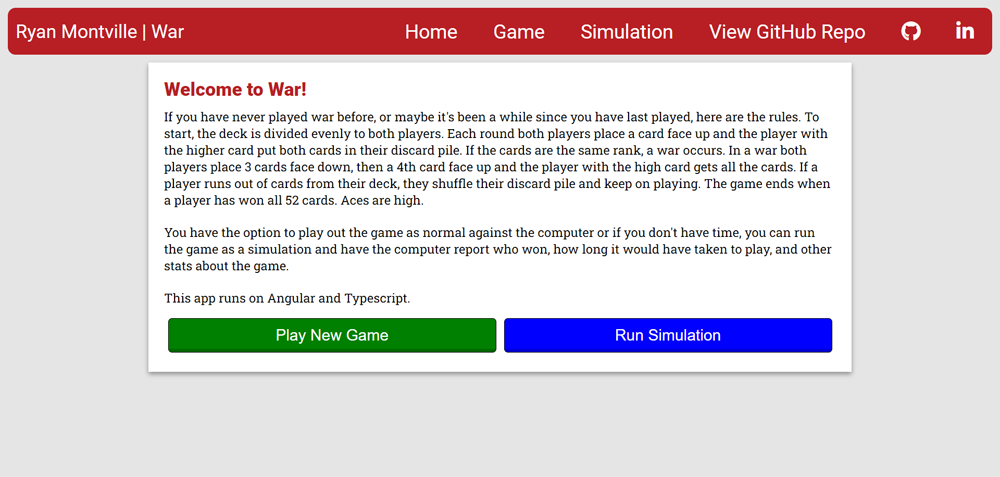 Ryan Montville | War
Home
Game
Simulation
View GitHub Repo
in
Welcome to War!
If you have never played war before, or maybe it's been a while since you have last played, here are the rules. To
start, the deck is divided evenly to both players. Each round both players place a card face up and the player with
the higher card put both cards in their discard pile. If the cards are the same rank, a war occurs. In a war both
players place 3 cards face down, then a 4th card face up and the player with the high card gets all the cards. If a
player runs out of cards from their deck, they shuffle their discard pile and keep on playing. The game ends when
a player has won all 52 cards. Aces are high.
You have the option to play out the game as normal against the computer or if you don't have time, you can run
the game as a simulation and have the computer report who won, how long it would have taken to play, and other
stats about the game.
This app runs on Angular and Typescript.
Play New Game
Run Simulation